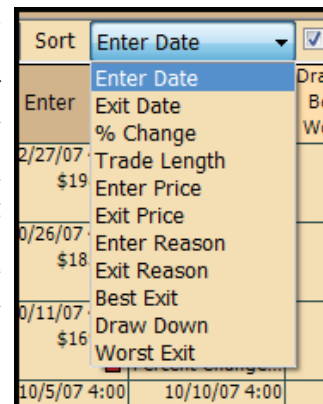 Sort Enter Date
Enter Date
Enter Exit Date
% Change
Trade Length
Enter Price
Exit Price
Enter Reason
Exit Reason
Best Exit
Draw Down
Worst Exit
2/27/07
$19
0/26/07
$18
0/11/07
$16
10/5/07 4:00 10/10/07 4:00